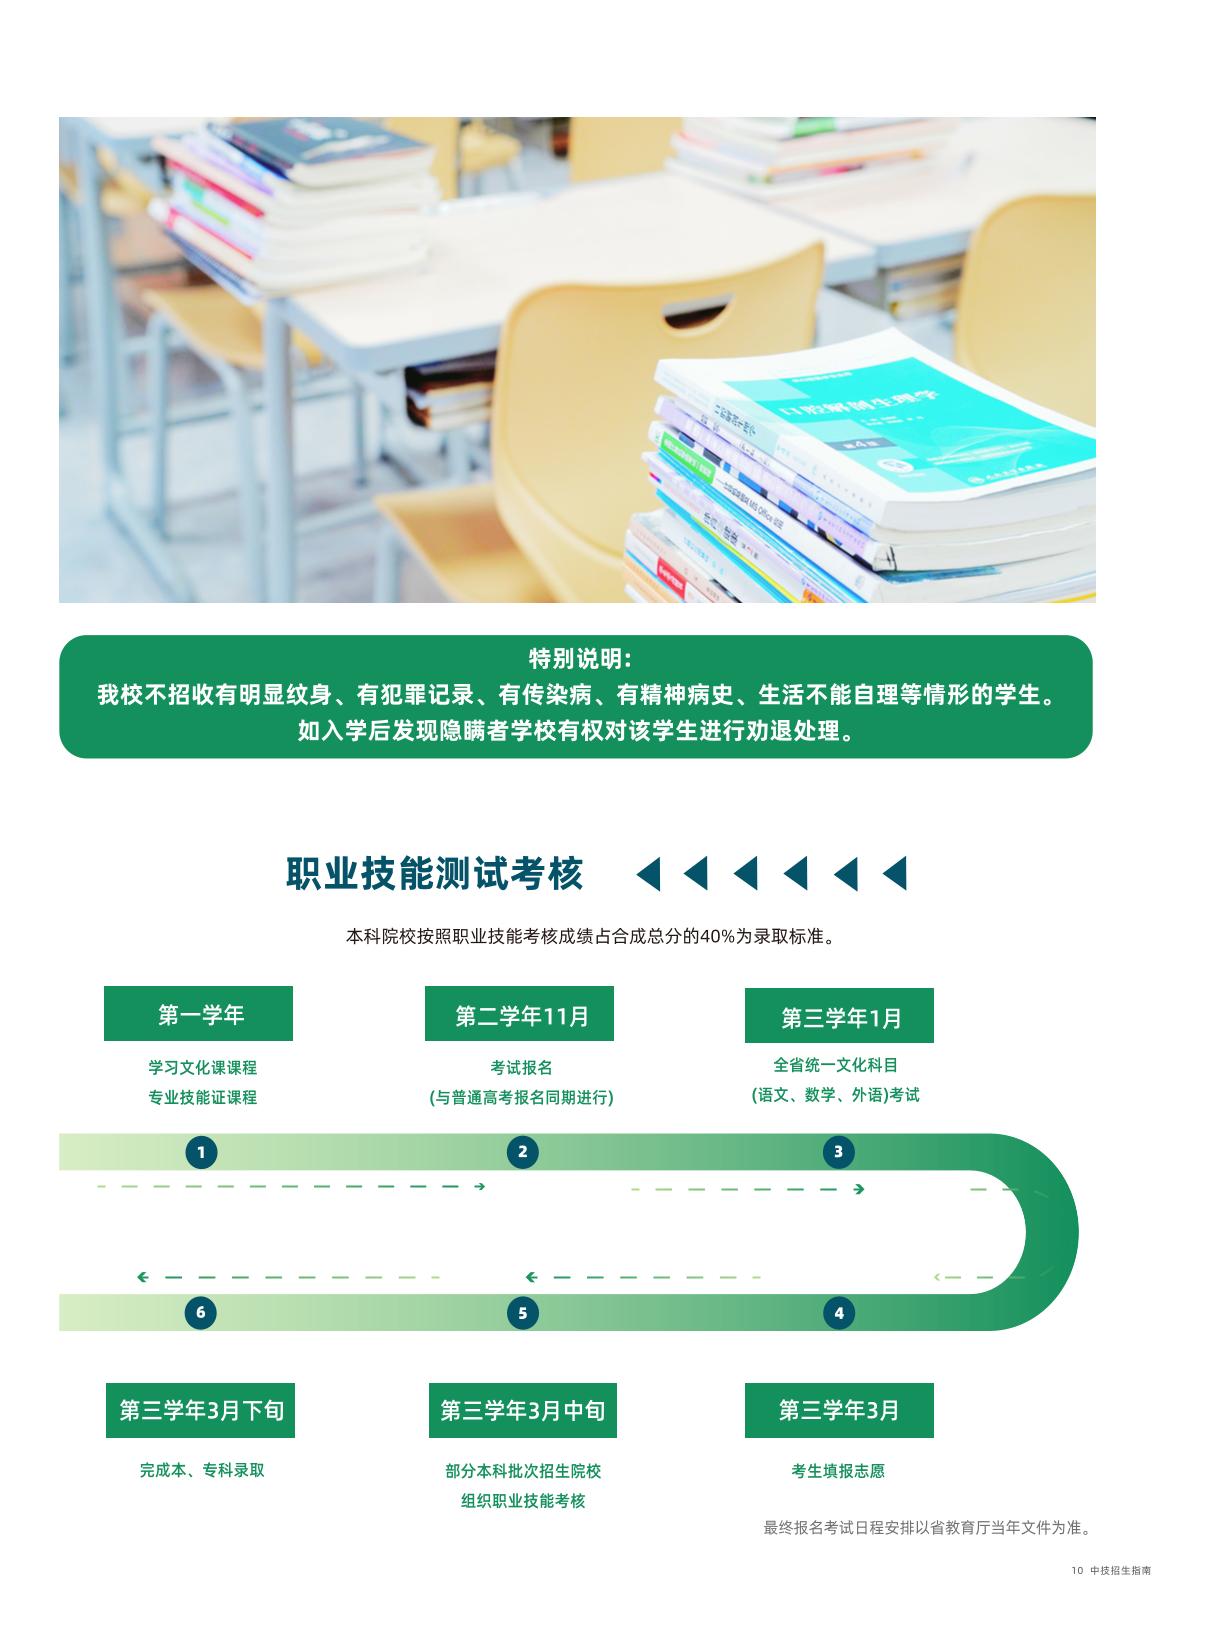 口腔解剖生理学
第4版
特别说明:
我校不招收有明显纹身、有犯罪记录、有传染病、有精神病史、生活不能自理等情形的学生。
如入学后发现隐瞒者学校有权对该学生进行劝退处理。
职业技能测试考核
本科院校按照职业技能考核成绩占合成总分的40%为录取标准。
第一学年
第二学年11月
第三学年1月
学习文化课课程
专业技能证课程
考试报名
(与普通高考报名同期进行)
全省统一文化科目
(语文、数学、外语)考试
1
2
3
6
5
4
第三学年3月下旬
第三学年3月中旬
第三学年3月
完成本、专科录取
部分本科批次招生院校
组织职业技能考核
考生填报志愿
最终报名考试日程安排以省教育厅当年文件为准。
10 中技招生指南